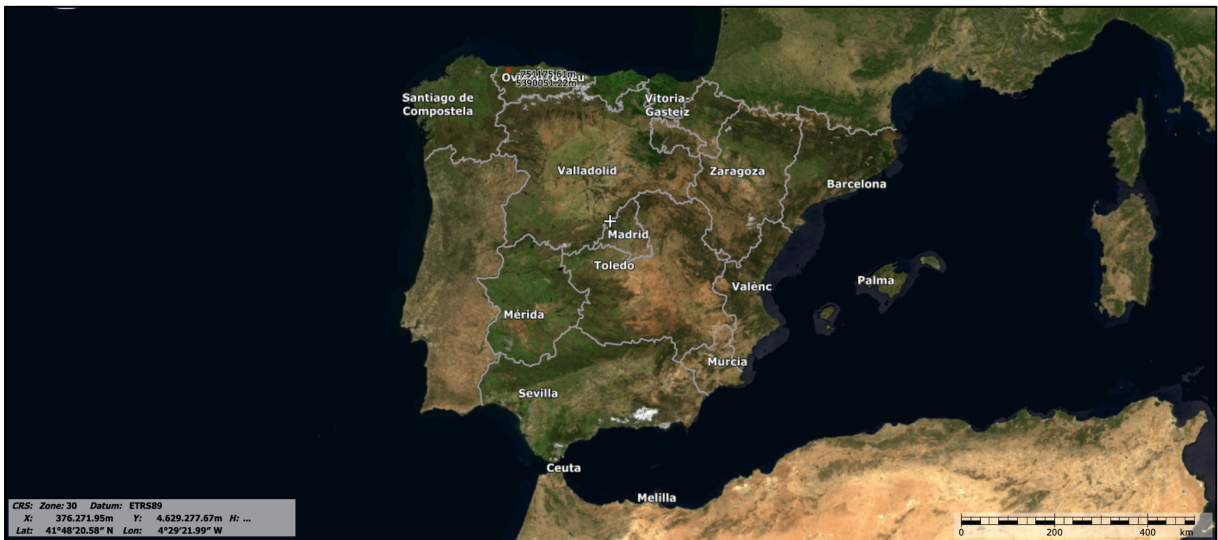 Santiago de
Compostela
Vitoria-
Gasteiz
Valladolid
Zaragoza
Barcelona
Madrid
Toledo
Valènc
Palma
Mérida
Murcia
Sevilla
Ceuta
Melilla
CRS: Zone: 30 Datum: ETRS89
X: 376.271.95m Y: 4.629.277.67m H: ...
Lat: 41°48'20.58" N Lon: 4°29'21.99" W
0 200 400 km